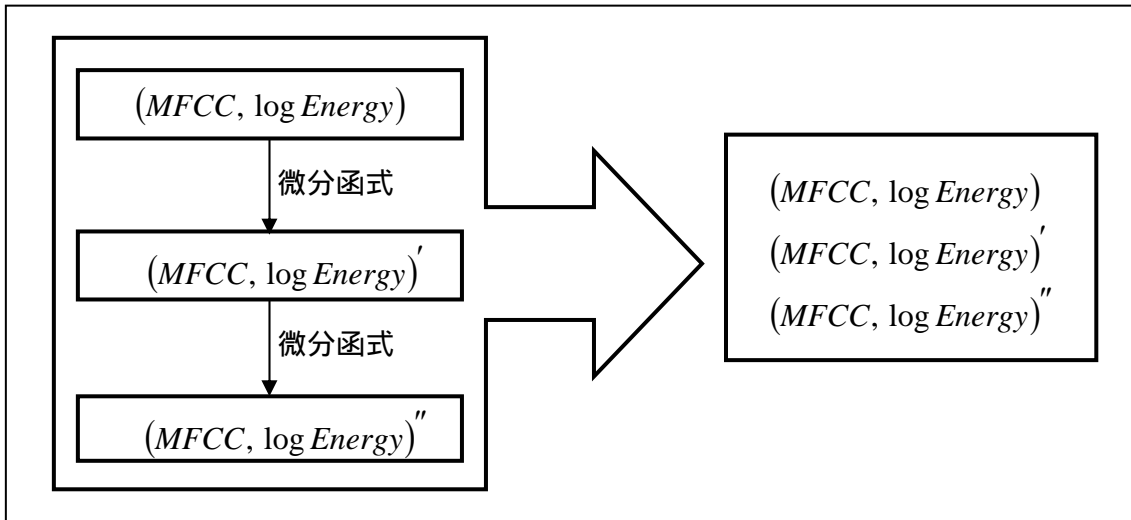 (MFCC, log Energy)
微分函式
(MFCC, log Energy)′
微分函式
(MFCC, log Energy)″
(MFCC, log Energy)
(MFCC, log Energy)′
(MFCC, log Energy)″